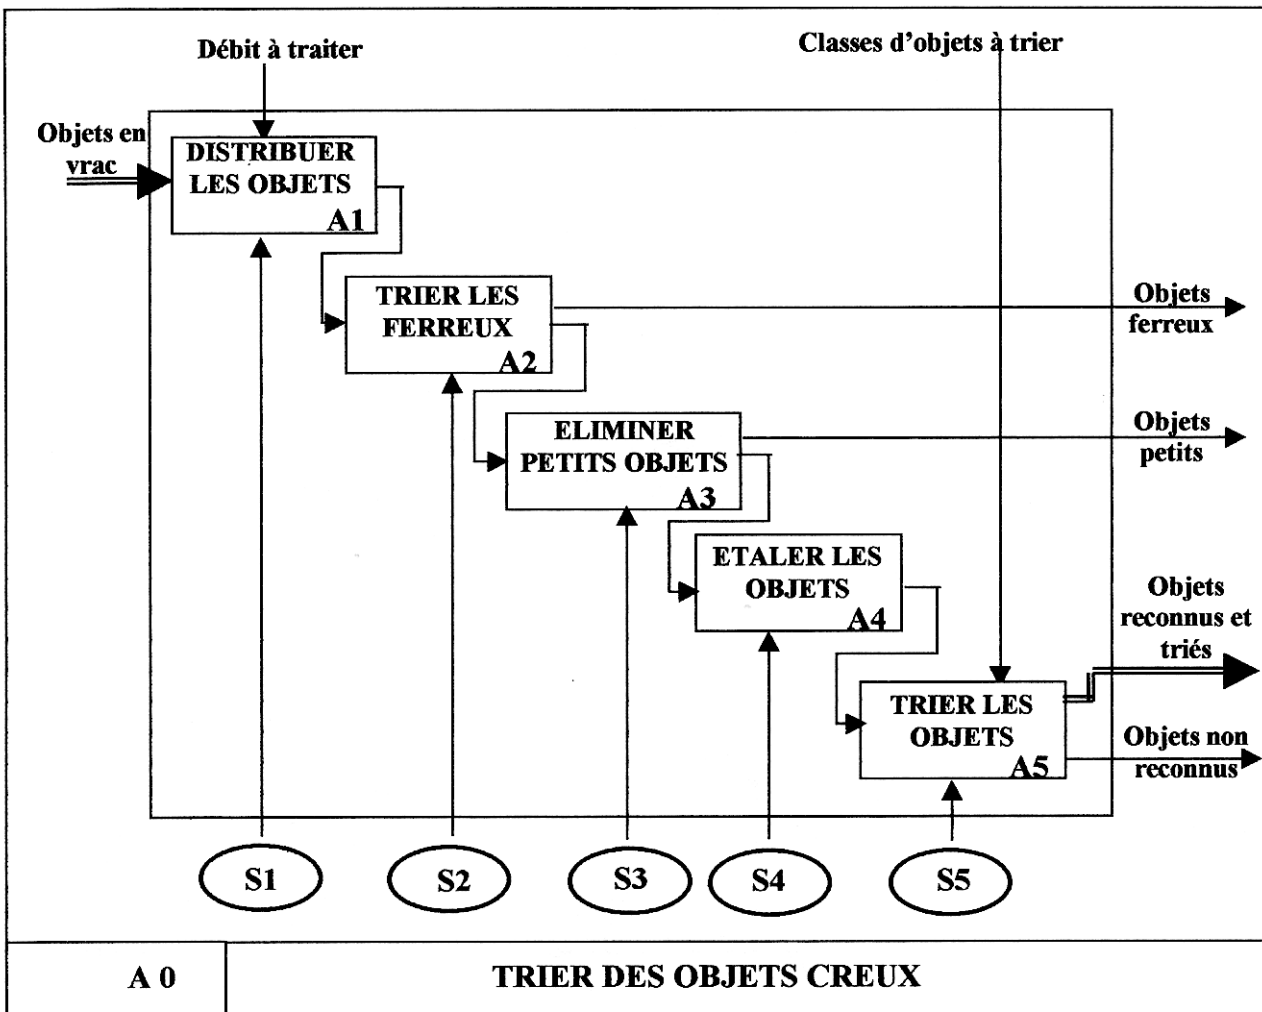 Débit à traiter
Classes d'objets à trier
Objets en
vrac
DISTRIBUER
LES OBJETS
A1
TRIER LES
FERREUX
A2
Objets
ferreux
ELIMINER
PETITS OBJETS
A3
Objets
petits
ETALER LES
OBJETS
A4
Objets
reconnus et
triés
TRIER LES
OBJETS
A5
Objets non
reconnus
S1
S2
S3
S4
S5
A 0
TRIER DES OBJETS CREUX